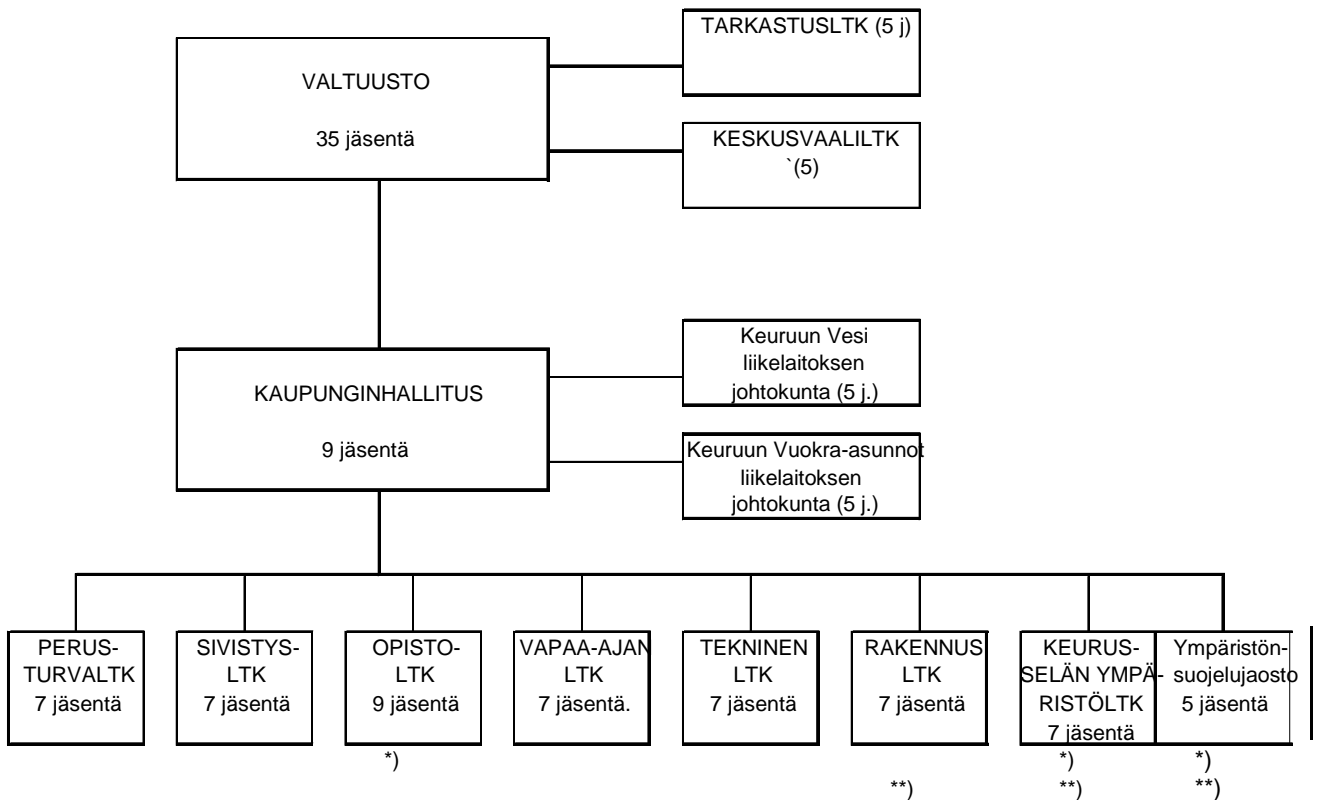 TARKASTUSLTK (5 j)
VALTUUSTO
35 jäsentä
KESKUSVAALILTK
`(5)
Keuruun Vesi
liikelaitoksen
johtokunta (5 j.)
KAUPUNGINHALLITUS
9 jäsentä
Keuruun Vuokra-asunnot
liikelaitoksen
johtokunta (5 j.)
PERUS-
TURVALTK
7 jäsentä
SIVISTYS-
LTK
7 jäsentä
OPISTO-
LTK
9 jäsentä
*)
VAPAA-AJAN
LTK
7 jäsentä.
TEKNINEN
LTK
7 jäsentä
RAKENNUS
LTK
7 jäsentä
**)
KEURUS-
SELÄN YMPÄ-
RISTÖLTK
7 jäsentä
*)
**)
Ympäristön-
suojelujaosto
5 jäsentä
*)
**)